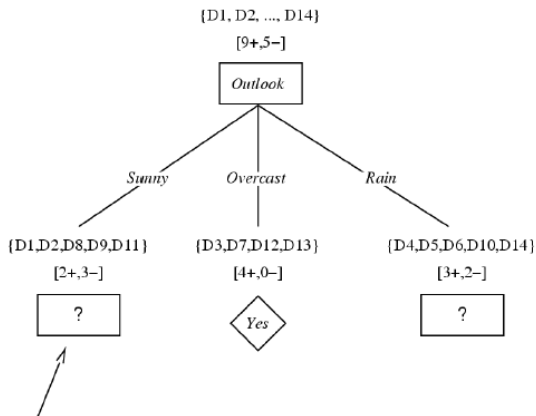 {D1, D2, ..., D14}
[9+,5−]
Outlook
Sunny Overcast Rain
{D1,D2,D8,D9,D11} {D3,D7,D12,D13} {D4,D5,D6,D10,D14}
[2+,3−] [4+,0−] [3+,2−]
? Yes ?